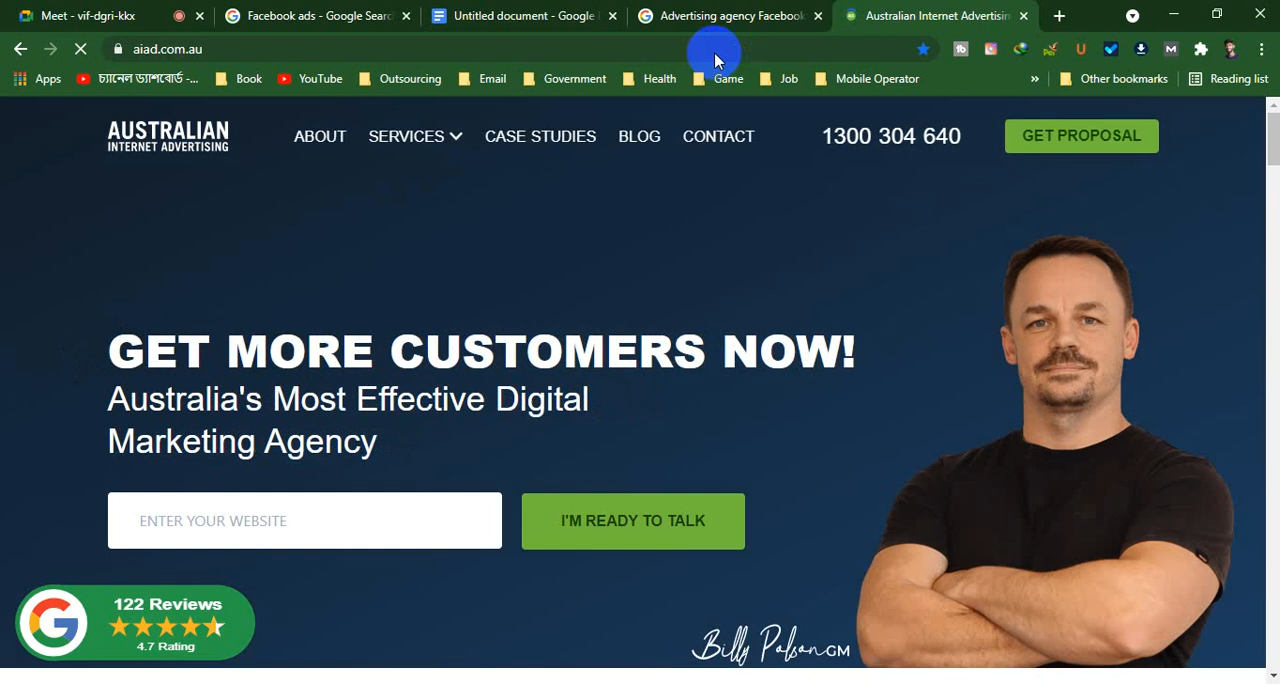 Meet - vif-dgri-kkx
Facebook ads - Google Searc
Untitled document - Google
Advertising agency Facebook
Australian Internet Advertisin
aiad.com.au
Apps
চ্যানেল ড্যাশবোর্ড -...
Book
YouTube
Outsourcing
Email
Government
Health
Game
Job
Mobile Operator
»
Other bookmarks
Reading list
AUSTRALIAN
INTERNET ADVERTISING
ABOUT
SERVICES
CASE STUDIES
BLOG
CONTACT
1300 304 640
GET PROPOSAL
GET MORE CUSTOMERS NOW!
Australia's Most Effective Digital
Marketing Agency
ENTER YOUR WEBSITE
I'M READY TO TALK
122 Reviews
4.7 Rating
Billy Polson GM